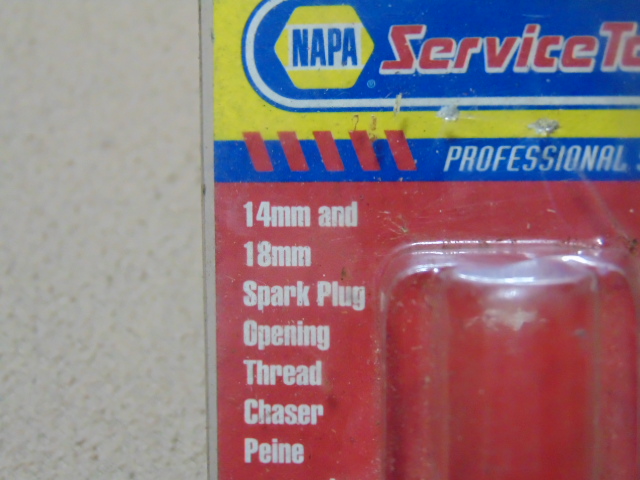 NAPA ServiceTo
PROFESSIONAL
14mm and
18mm
Spark Plug
Opening
Thread
Chaser
Peine